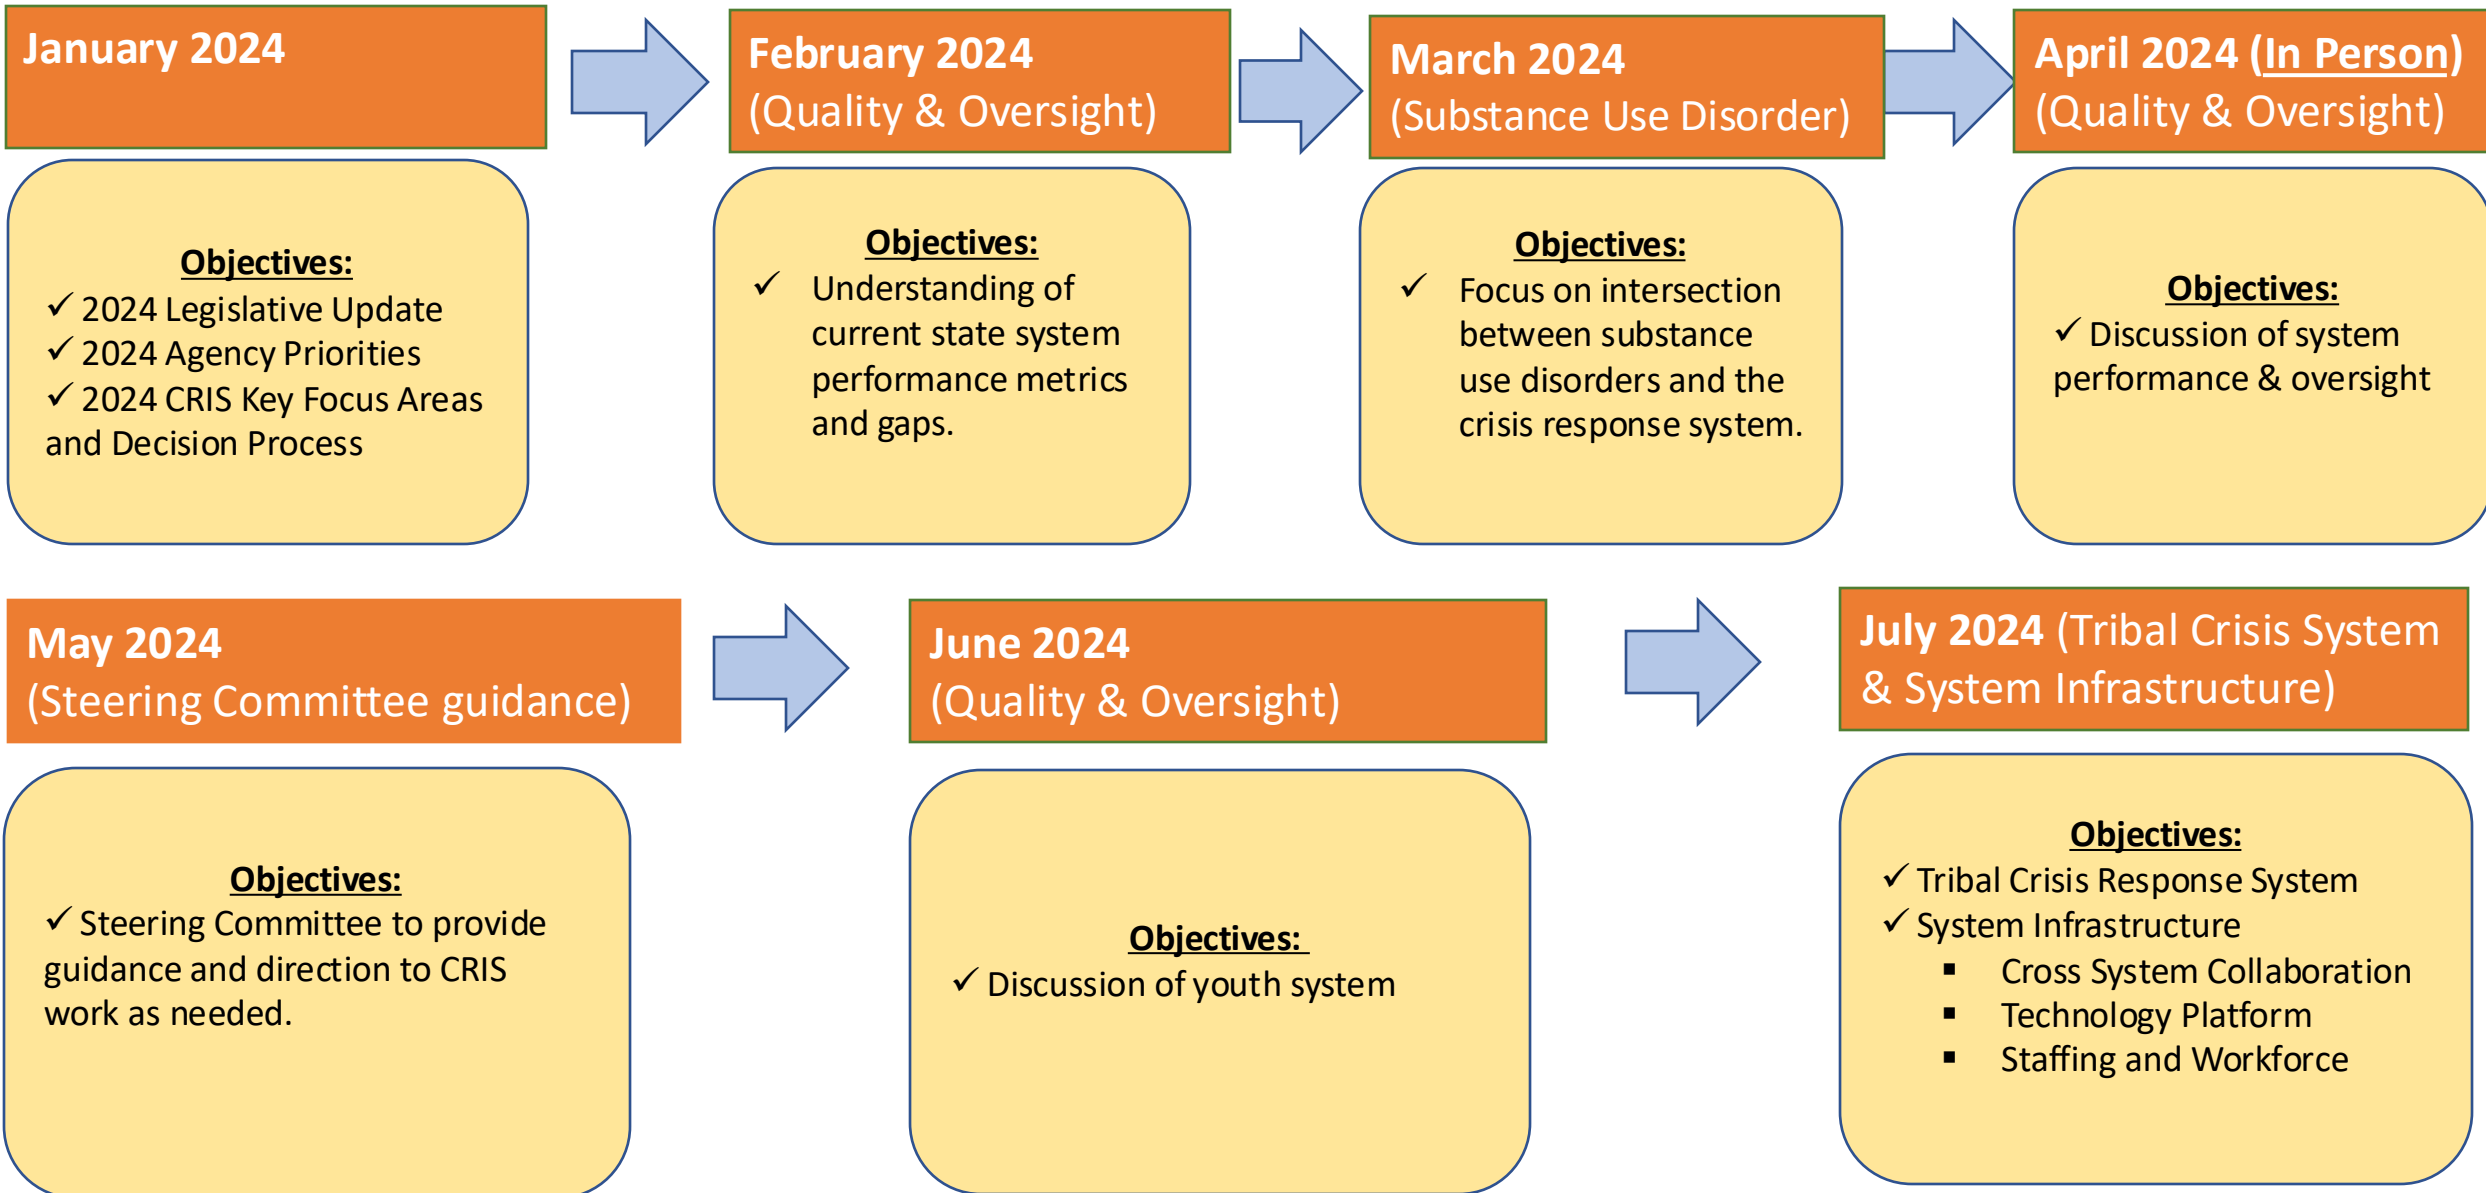 January 2024
February 2024
(Quality & Oversight)
March 2024
(Substance Use Disorder)
April 2024 (In Person)
(Quality & Oversight)
Objectives:
✓ 2024 Legislative Update
✓ 2024 Agency Priorities
✓ 2024 CRIS Key Focus Areas
and Decision Process
Objectives:
✓ Understanding of
current state system
performance metrics
and gaps.
Objectives:
✓ Focus on intersection
between substance
use disorders and the
crisis response system.
Objectives:
✓ Discussion of system
performance & oversight
May 2024
(Steering Committee guidance)
June 2024
(Quality & Oversight)
July 2024 (Tribal Crisis System
& System Infrastructure)
Objectives:
✓ Steering Committee to provide
guidance and direction to CRIS
work as needed.
Objectives:
✓ Discussion of youth system
Objectives:
✓ Tribal Crisis Response System
✓ System Infrastructure
▪ Cross System Collaboration
▪ Technology Platform
▪ Staffing and Workforce